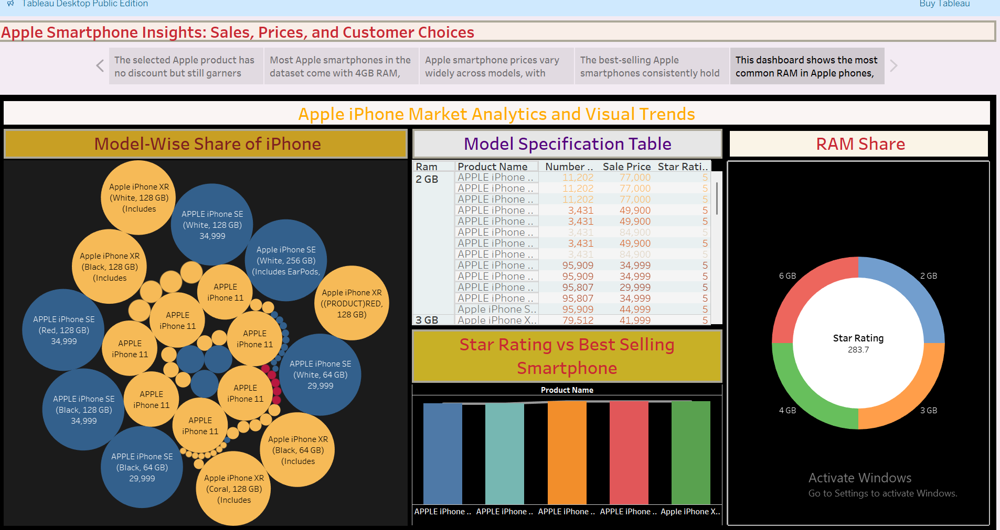 Tableau Desktop Public Edition
Buy Tableau
Apple Smartphone Insights: Sales, Prices, and Customer Choices
The selected Apple product has
no discount but still garners
Most Apple smartphones in the
dataset come with 4GB RAM,
Apple smartphone prices vary
widely across models, with
The best-selling Apple
smartphones consistently hold
This dashboard shows the most
common RAM in Apple phones,
Apple iPhone Market Analytics and Visual Trends
Model-Wise Share of iPhone
Apple iPhone XR
(White, 128 GB)
(Includes
APPLE iPhone SE
(White, 128 GB)
34,999
Apple iPhone SE
(White, 256 GB)
(Includes EarPods,
Apple iPhone XR
(Black, 128 GB)
(Includes
APPLE
iPhone 11
Apple iPhone XR
((PRODUCT)RED,
128 GB)
APPLE iPhone SE
(Red, 128 GB)
34,999
APPLE
iPhone 11
APPLE
iPhone 11
APPLE
iPhone 11
APPLE iPhone SE
(White, 64 GB)
29,999
APPLE iPhone SE
(Black, 128 GB)
34,999
APPLE
iPhone 11
APPLE
iPhone 11
APPLE
iPhone 11
Apple iPhone XR
(Black, 64 GB)
(Includes
APPLE iPhone SE
(Black, 64 GB)
29,999
Apple iPhone XR
(Coral, 128 GB)
(Includes
Model Specification Table
Ram Product Name Number .. Sale Price Star Rati..
2 GB APPLE iPhone .. 11,202 77,000 5
APPLE iPhone .. 11,202 77,000 5
APPLE iPhone .. 11,202 77,000 5
APPLE iPhone .. 3,431 49,900 5
APPLE iPhone .. 3,431 49,900 5
APPLE iPhone .. 3,431 84,900 5
APPLE iPhone .. 3,431 49,900 5
APPLE iPhone .. 3,431 84,900 5
APPLE iPhone .. 95,909 34,999 5
APPLE iPhone .. 95,909 34,999 5
APPLE iPhone .. 95,807 29,999 5
APPLE iPhone .. 95,807 34,999 5
Apple iPhone S.. 95,909 44,999 5
3 GB Apple iPhone X.. 79,512 41,999 5
Star Rating vs Best Selling
Smartphone
Product Name
APPLE iPhone .. APPLE iPhone .. APPLE iPhone .. APPLE iPhone .. Apple iPhone X..
RAM Share
6 GB
2 GB
Star Rating
283.7
4 GB
3 GB
Activate Windows
Go to Settings to activate Windows.